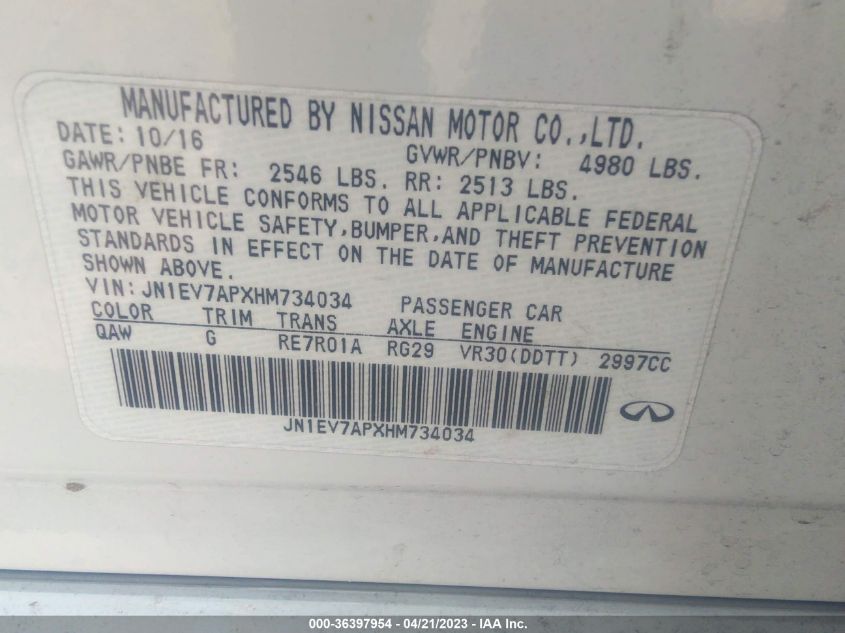 MANUFACTURED BY NISSAN MOTOR CO.,LTD.
DATE: 10/16 GVWR/PNBV: 4980 LBS.
GAWR/PNBE FR: 2546 LBS. RR: 2513 LBS.
THIS VEHICLE CONFORMS TO ALL APPLICABLE FEDERAL
MOTOR VEHICLE SAFETY,BUMPER,AND THEFT PREVENTION
STANDARDS IN EFFECT ON THE DATE OF MANUFACTURE
SHOWN ABOVE.
VIN: JN1EV7APXHM734034 PASSENGER CAR
COLOR TRIM TRANS AXLE ENGINE
QAW G RE7R01A RG29 VR30(DDTT) 2997CC
JN1EV7APXHM734034
000-36397954 - 04/21/2023 - IAA Inc.